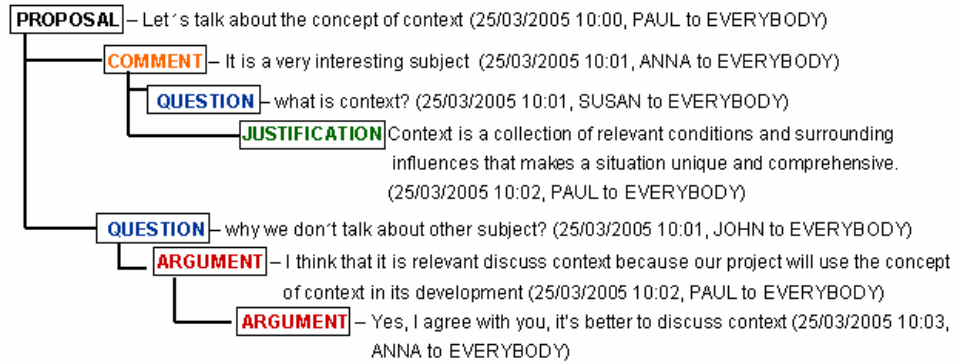 PROPOSAL – Let´s talk about the concept of context (25/03/2005 10:00, PAUL to EVERYBODY)
COMMENT – It is a very interesting subject (25/03/2005 10:01, ANNA to EVERYBODY)
QUESTION – what is context? (25/03/2005 10:01, SUSAN to EVERYBODY)
JUSTIFICATION Context is a collection of relevant conditions and surrounding
influences that makes a situation unique and comprehensive.
(25/03/2005 10:02, PAUL to EVERYBODY)
QUESTION – why we don´t talk about other subject? (25/03/2005 10:01, JOHN to EVERYBODY)
ARGUMENT – I think that it is relevant discuss context because our project will use the concept
of context in its development (25/03/2005 10:02, PAUL to EVERYBODY)
ARGUMENT – Yes, I agree with you, it's better to discuss context (25/03/2005 10:03,
ANNA to EVERYBODY)